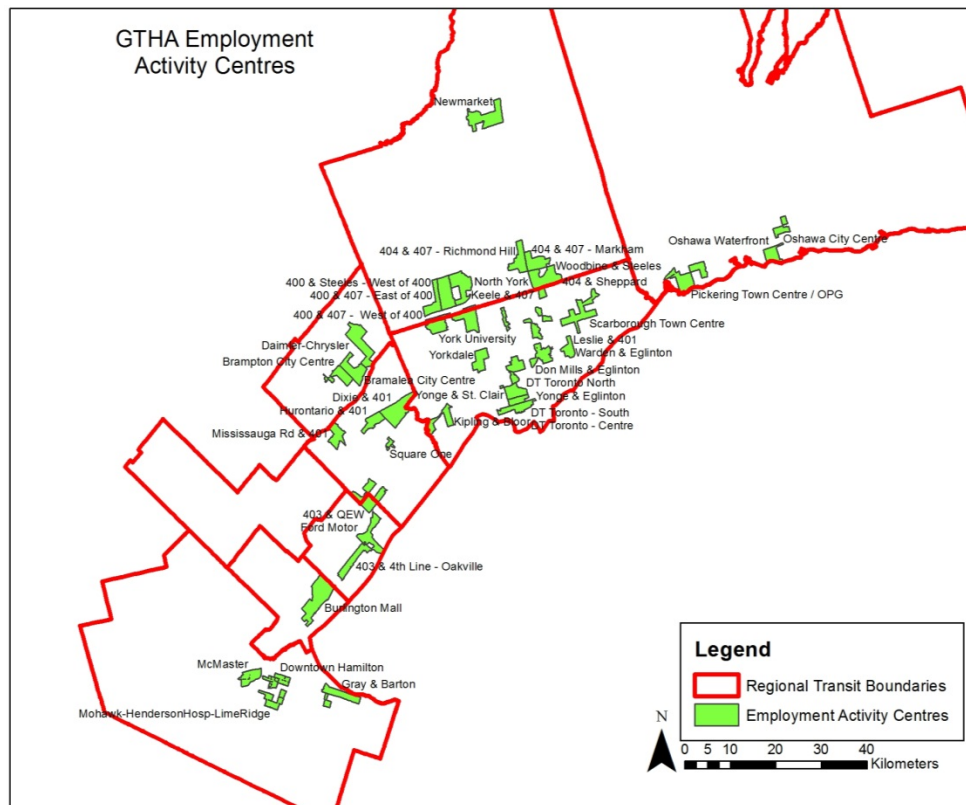 GTHA Employment
Activity Centres
Newmarket
Oshawa Waterfront
Oshawa City Centre
Pickering Town Centre / OPG
404 & 407 - Richmond Hill
404 & 407 - Markham
Woodbine & Steeles
400 & Steeles - West of 400
North York
404 & Sheppard
400 & 407 - East of 400
Keele & 407
400 & 407 - West of 400
Scarborough Town Centre
York University
Leslie & 401
Daimler-Chrysler
Yorkdale
Warden & Eglinton
Brampton City Centre
Don Mills & Eglinton
Bramalea City Centre
DT Toronto North
Dixie & 401
Yonge & St. Clair
Yonge & Eglinton
Hurontario & 401
DT Toronto - South
Kipling & Bloor
DT Toronto - Centre
Mississauga Rd & 401
Square One
403 & QEW
Ford Motor
403 & 4th Line - Oakville
Burlington Mall
McMaster
Downtown Hamilton
Gray & Barton
Mohawk-HendersonHosp-LimeRidge
Legend
Regional Transit Boundaries
Employment Activity Centres
N
0 5 10 20 30 40
Kilometers